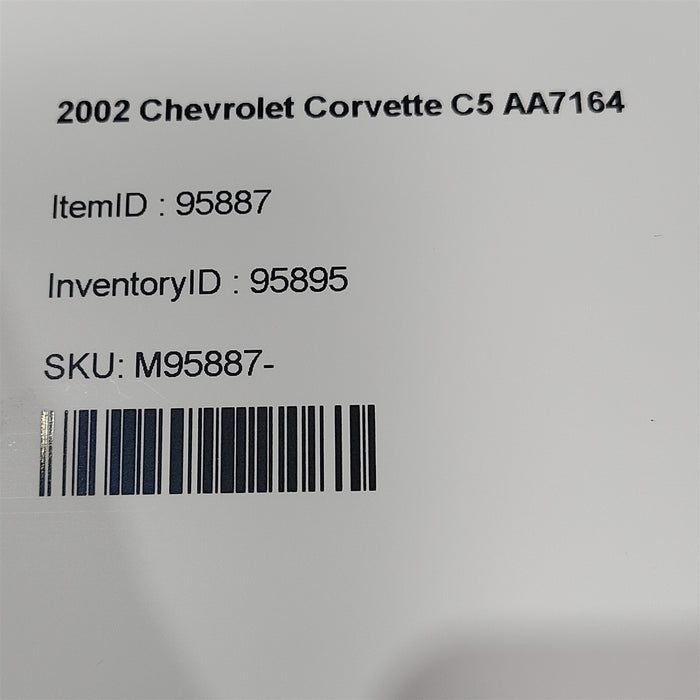 2002 Chevrolet Corvette C5 AA7164
ItemID : 95887
InventoryID : 95895
SKU: M95887-